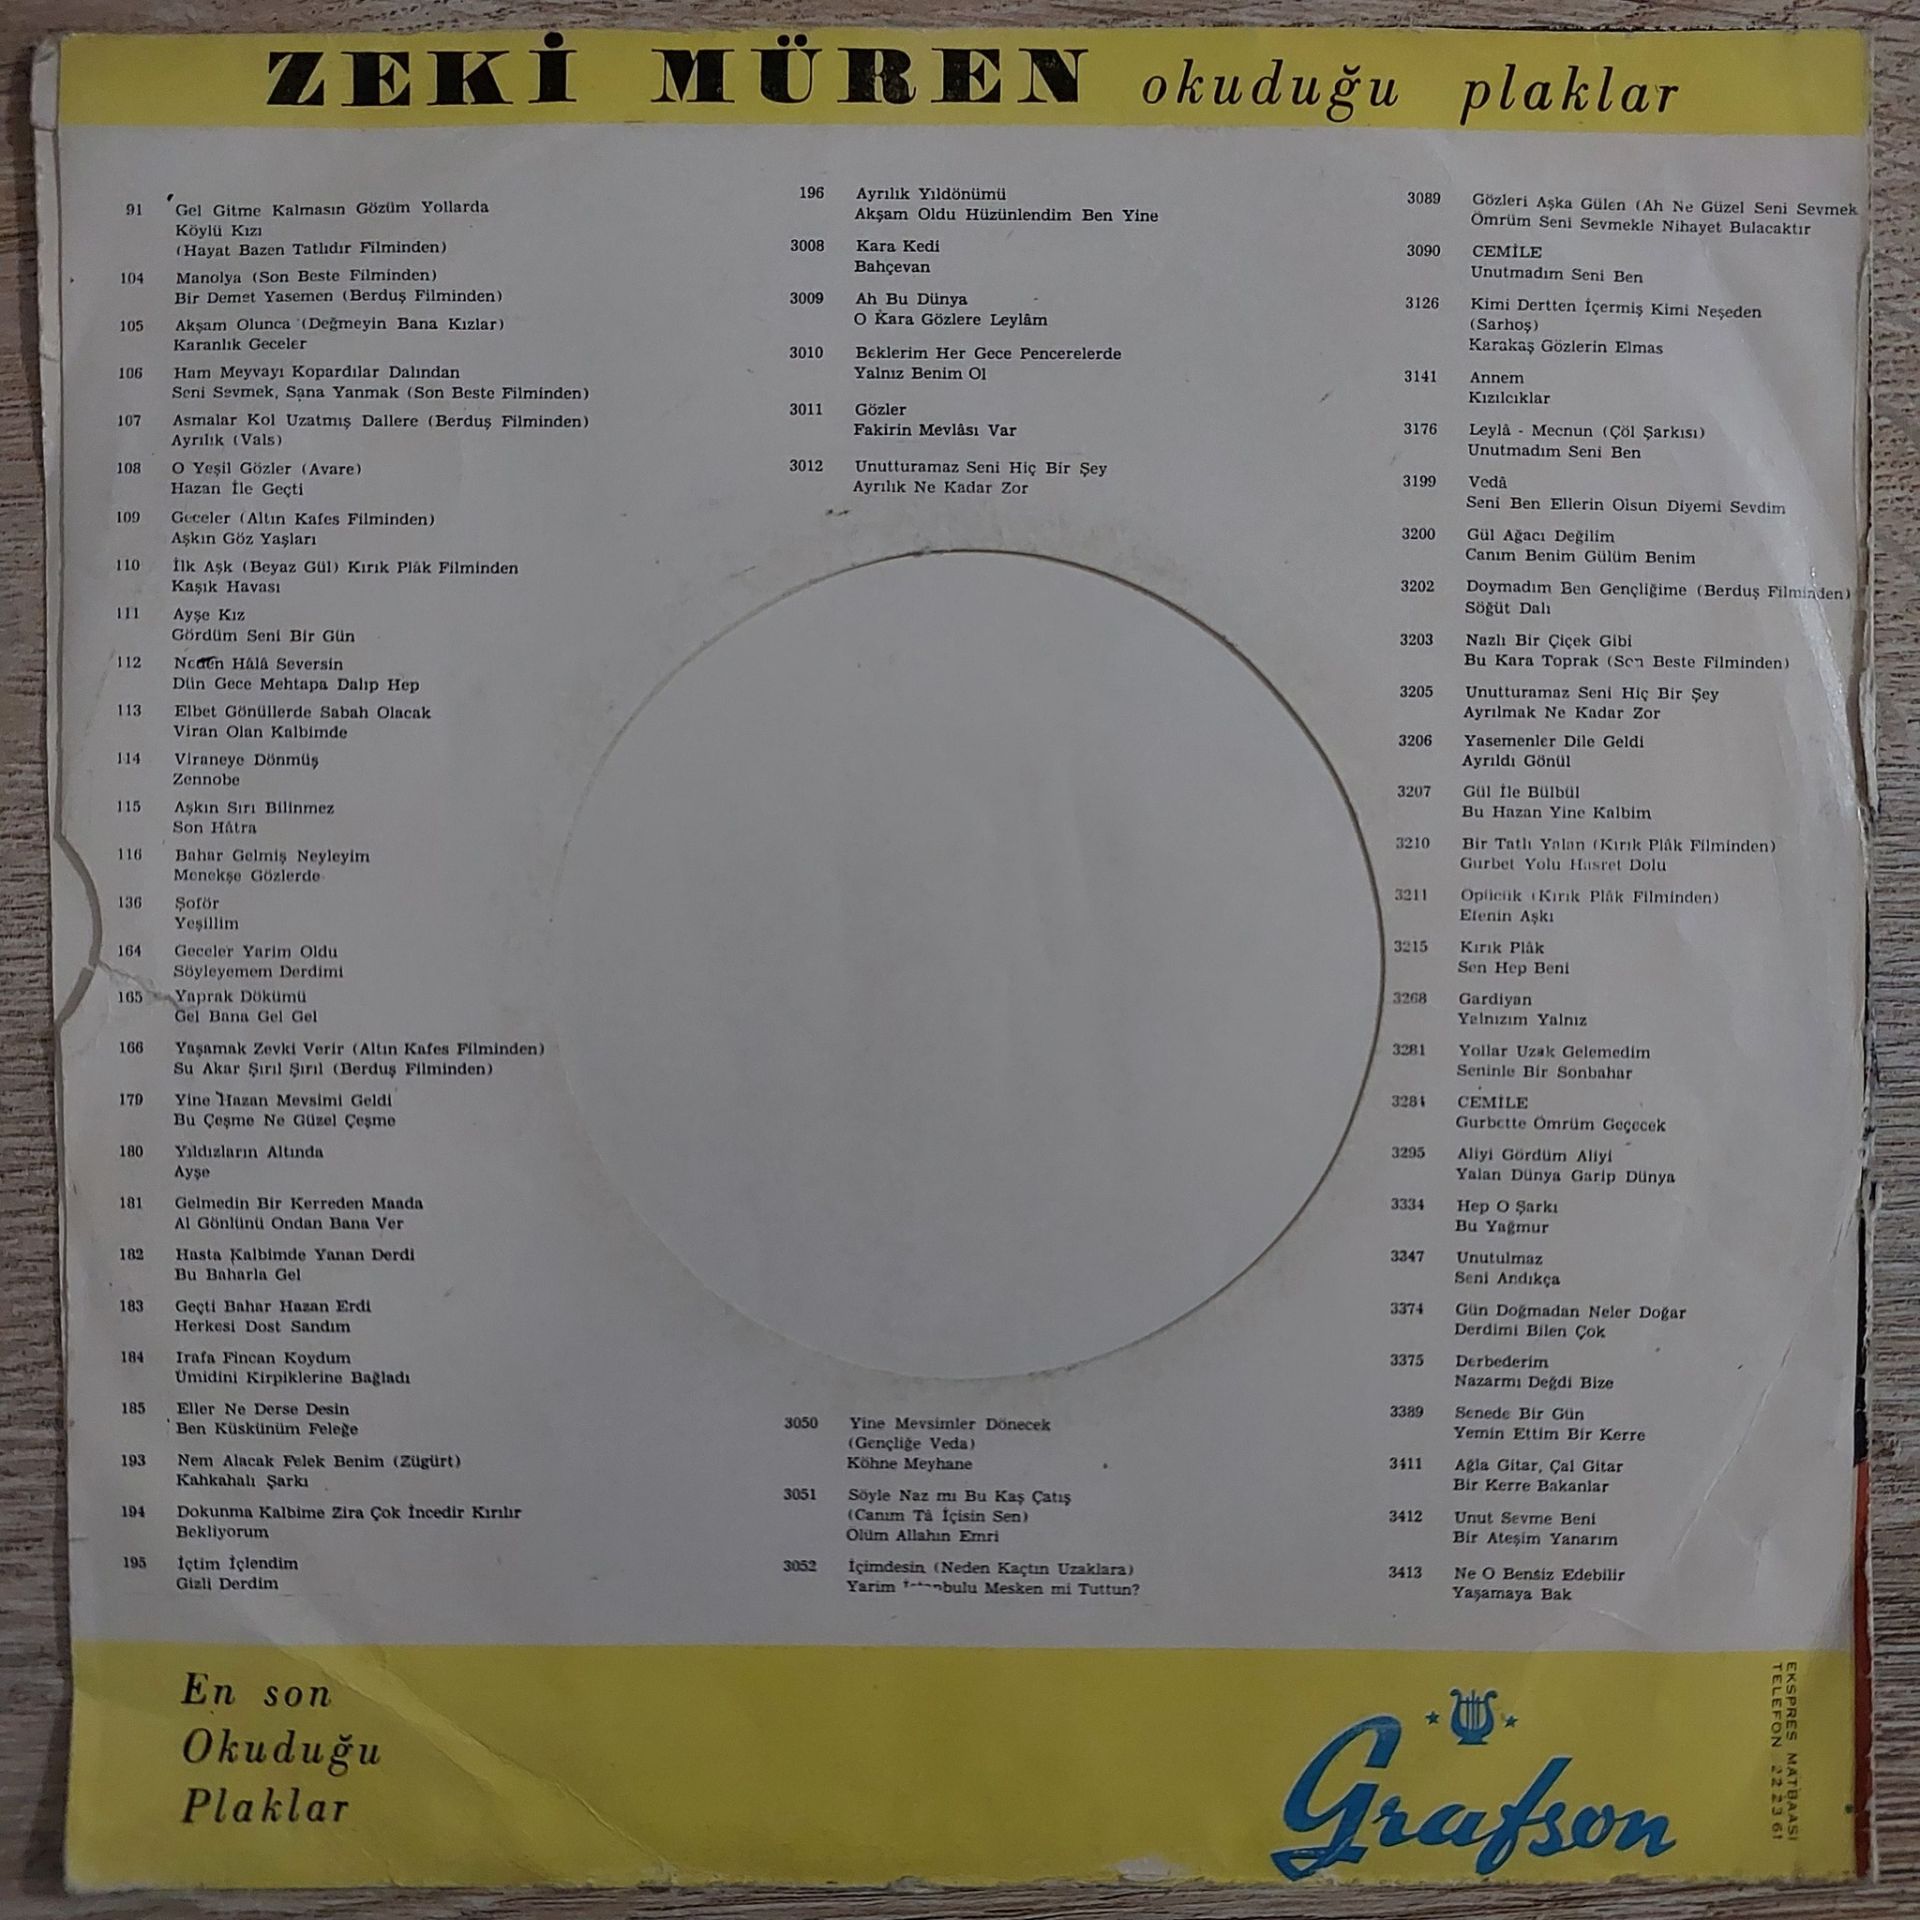 ZEKİ MÜREN okuduğu plaklar
91 Gel Gitme Kalmasın Gözüm Yollarda
Köylü Kızı
(Hayat Bazen Tatlıdır Filminden)
104 Manolya (Son Beste Filminden)
Bir Demet Yasemen (Berduş Filminden)
105 Akşam Olunca (Değmeyin Bana Kızlar)
Karanlık Geceler
106 Ham Meyvayı Kopardılar Dalından
Seni Sevmek, Sana Yanmak (Son Beste Filminden)
107 Asmalar Kol Uzatmış Dallere (Berduş Filminden)
Ayrılık (Vals)
108 O Yeşil Gözler (Avare)
Hazan İle Geçti
109 Geceler (Altın Kafes Filminden)
Aşkın Göz Yaşları
110 İlk Aşk (Beyaz Gül) Kırık Plâk Filminden
Kaşık Havası
111 Ayşe Kız
Gördüm Seni Bir Gün
112 Neden Hâlâ Seversin
Dün Gece Mehtapa Dalıp Hep
113 Elbet Gönüllerde Sabah Olacak
Viran Olan Kalbimde
114 Viraneye Dönmüş
Zennobe
115 Aşkın Sırı Bilinmez
Son Hâtra
116 Bahar Gelmiş Neyleyim
Menekşe Gözlerde
136 Şoför
Yeşillim
164 Geceler Yarim Oldu
Söyleyemem Derdimi
165 Yaprak Dökümü
Gel Bana Gel Gel
166 Yaşamak Zevki Verir (Altın Kafes Filminden)
Su Akar Şırıl Şırıl (Berduş Filminden)
179 Yine Hazan Mevsimi Geldi
Bu Çeşme Ne Güzel Çeşme
180 Yıldızların Altında
Ayşe
181 Gelmedin Bir Kerreden Maada
Al Gönlünü Ondan Bana Ver
182 Hasta Kalbimde Yanan Derdi
Bu Baharla Gel
183 Geçti Bahar Hazan Erdi
Herkesi Dost Sandım
184 Irafa Fincan Koydum
Ümidini Kirpiklerine Bağladı
185 Eller Ne Derse Desin
Ben Küskünüm Feleğe
193 Nem Alacak Felek Benim (Zügürt)
Kahkahalı Şarkı
194 Dokunma Kalbime Zira Çok İncedir Kırılır
Bekliyorum
195 İçtim İçlendim
Gizli Derdim
196 Ayrılık Yıldönümü
Akşam Oldu Hüzünlendim Ben Yine
3008 Kara Kedi
Bahçevan
3009 Ah Bu Dünya
O Kara Gözlere Leylâm
3010 Beklerim Her Gece Pencerelerde
Yalnız Benim Ol
3011 Gözler
Fakirin Mevlâsı Var
3012 Unutturamaz Seni Hiç Bir Şey
Ayrılık Ne Kadar Zor
3050 Yine Mevsimler Dönecek
(Gençliğe Veda)
Köhne Meyhane
3051 Söyle Naz mı Bu Kaş Çatış
(Canım Tâ İçisin Sen)
Ölüm Allahın Emri
3052 İçimdesin (Neden Kaçtın Uzaklara)
Yarim Mesken mi Tuttun?
3089 Gözleri Aşka Gülen (Ah Ne Güzel Seni Sevmek
Ömrüm Seni Sevmekle Nihayet Bulacaktır
3090 CEMİLE
Unutmadım Seni Ben
3126 Kimi Dertten İçermiş Kimi Neşeden
(Sarhoş)
Karakaş Gözlerin Elmas
3141 Annem
Kızılcıklar
3176 Leylâ - Mecnun (Çöl Şarkısı)
Unutmadım Seni Ben
3199 Vedâ
Seni Ben Ellerin Olsun Diyemi Sevdim
3200 Gül Ağacı Değilim
Canım Benim Gülüm Benim
3202 Doymadım Ben Gençliğime (Berduş Filminden)
Söğüt Dalı
3203 Nazlı Bir Çiçek Gibi
Bu Kara Toprak (Son Beste Filminden)
3205 Unutturamaz Seni Hiç Bir Şey
Ayrılmak Ne Kadar Zor
3206 Yasemenler Dile Geldi
Ayrıldı Gönül
3207 Gül İle Bülbül
Bu Hazan Yine Kalbim
3210 Bir Tatlı Yalan (Kırık Plâk Filminden)
Gurbet Yolu Hasret Dolu
3211 Öpücük (Kırık Plâk Filminden)
Efenin Aşkı
3215 Kırık Plâk
Sen Hep Beni
3268 Gardiyan
Yalnızım Yalnız
3281 Yollar Uzak Gelemedim
Seninle Bir Sonbahar
3284 CEMİLE
Gurbette Ömrüm Geçecek
3295 Aliyi Gördüm Aliyi
Yalan Dünya Garip Dünya
3334 Hep O Şarkı
Bu Yağmur
3347 Unutulmaz
Seni Andıkça
3374 Gün Doğmadan Neler Doğar
Derdimi Bilen Çok
3375 Derbederim
Nazarmı Değdi Bize
3389 Senede Bir Gün
Yemin Ettim Bir Kerre
3411 Ağla Gitar, Çal Gitar
Bir Kerre Bakanlar
3412 Unut Sevme Beni
Bir Ateşim Yanarım
3413 Ne O Bensiz Edebilir
Yaşamaya Bak
En son
Okuduğu
Plaklar
Grafson
EKSPRES MATBAASI
TELEFON 222361